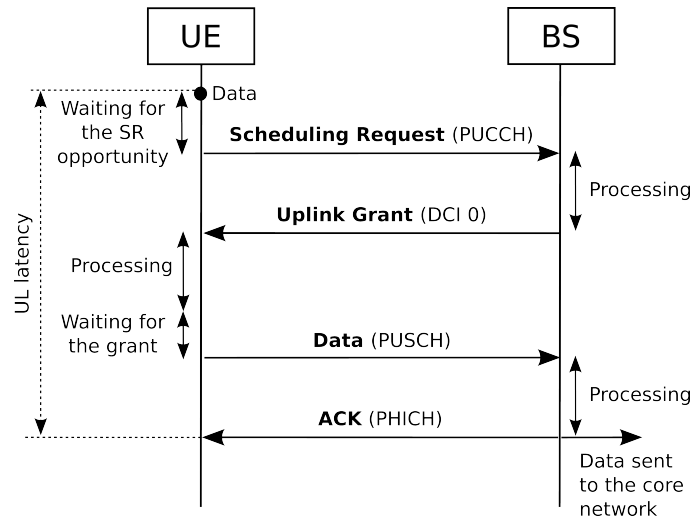 UE
BS
Data
Waiting for
the SR
opportunity
Scheduling Request (PUCCH)
Processing
Uplink Grant (DCI 0)
UL latency
Processing
Waiting for
the grant
Data (PUSCH)
Processing
ACK (PHICH)
Data sent
to the core
network